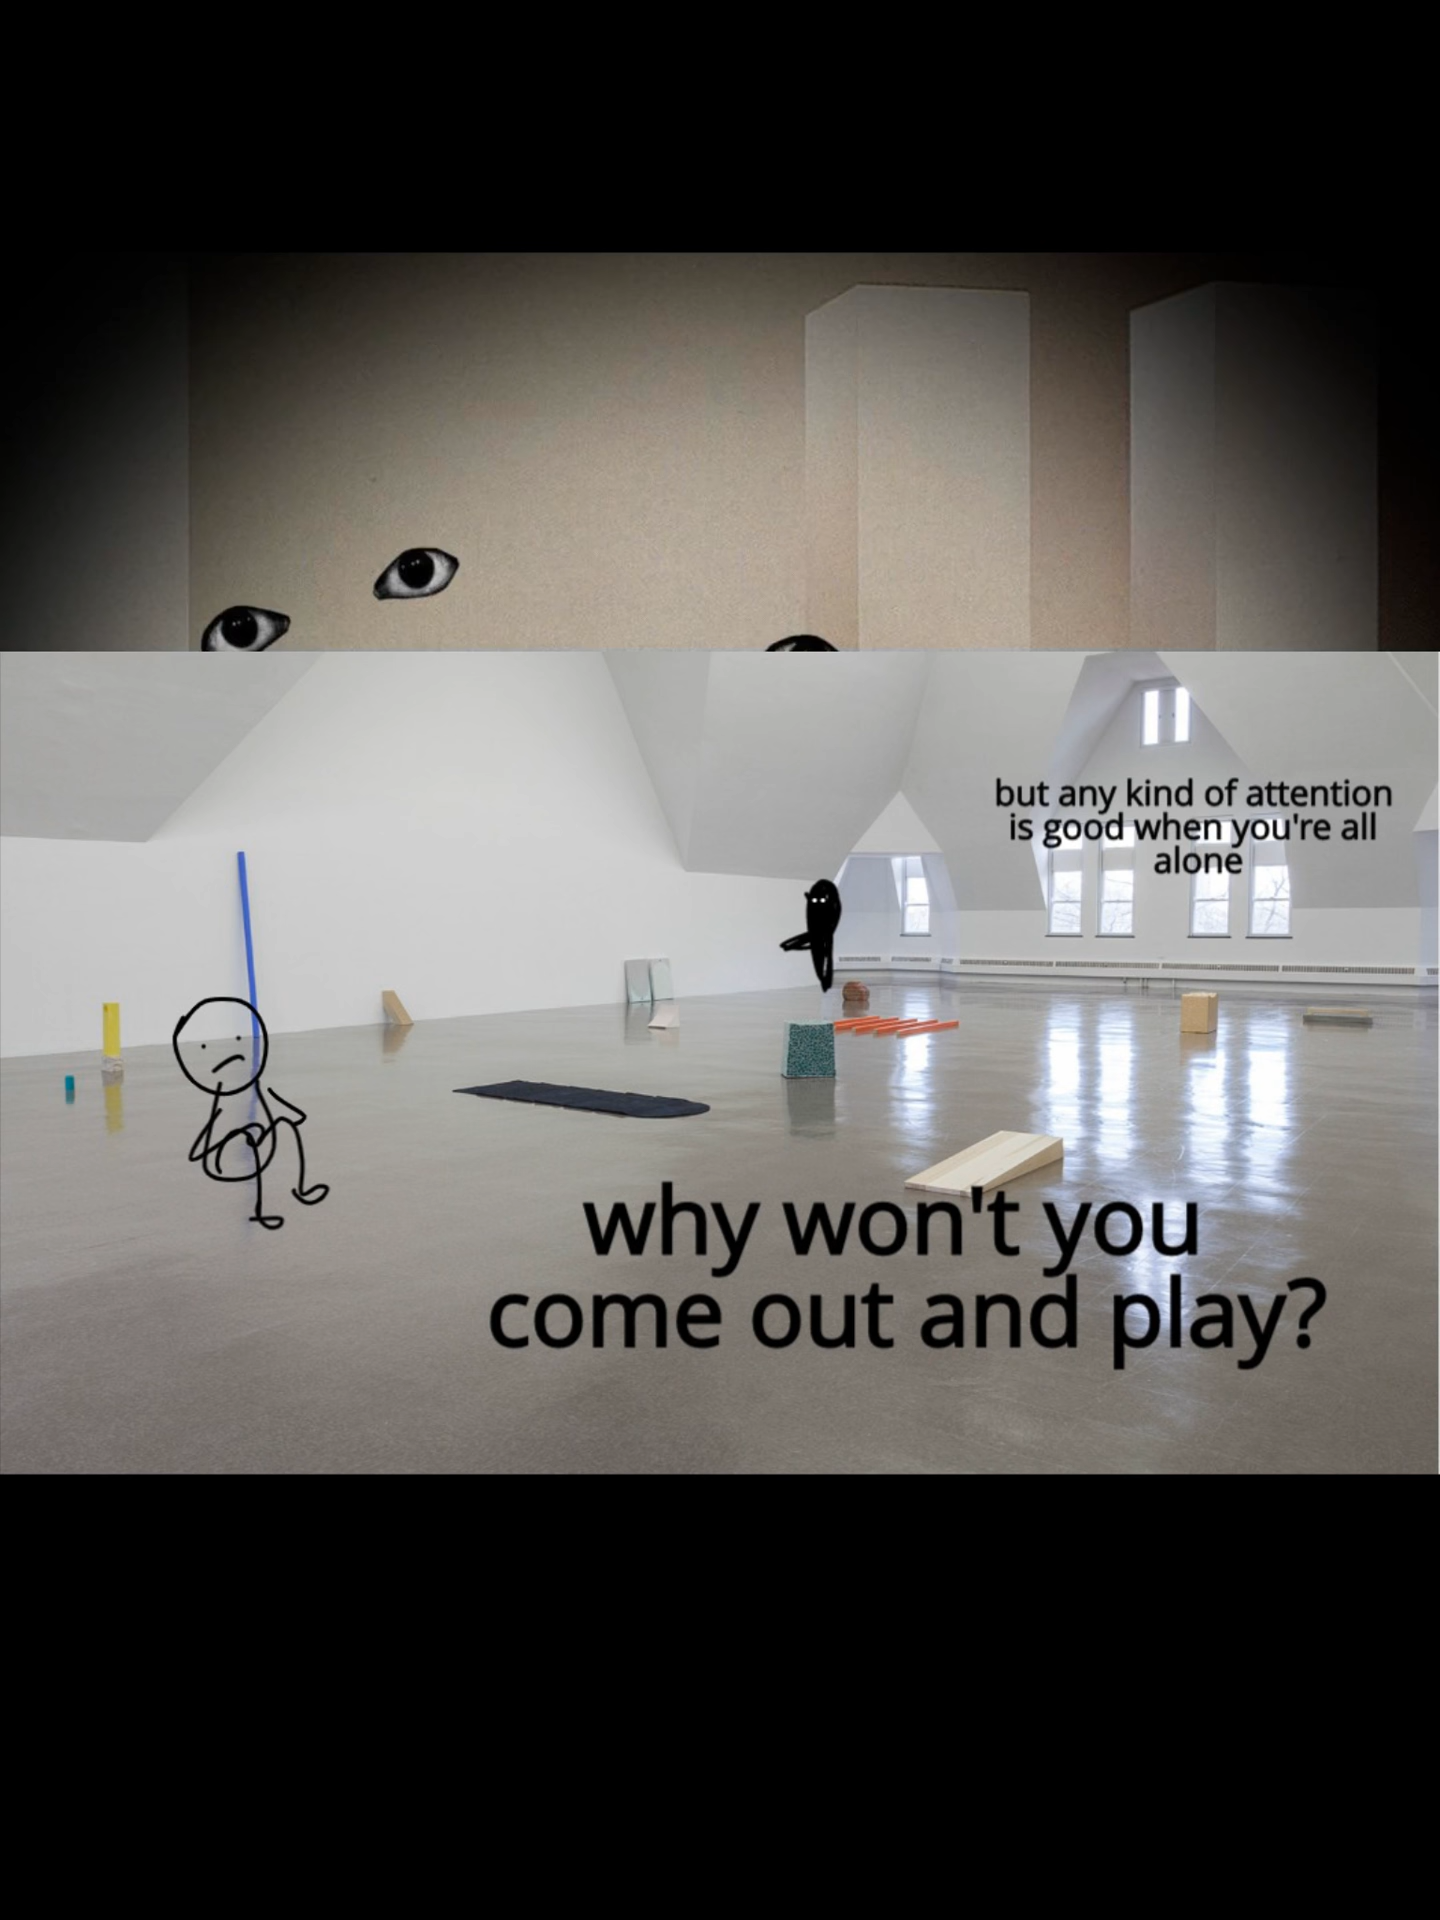 but any kind of attention
is good when you're all
alone
why won't you
come out and play?